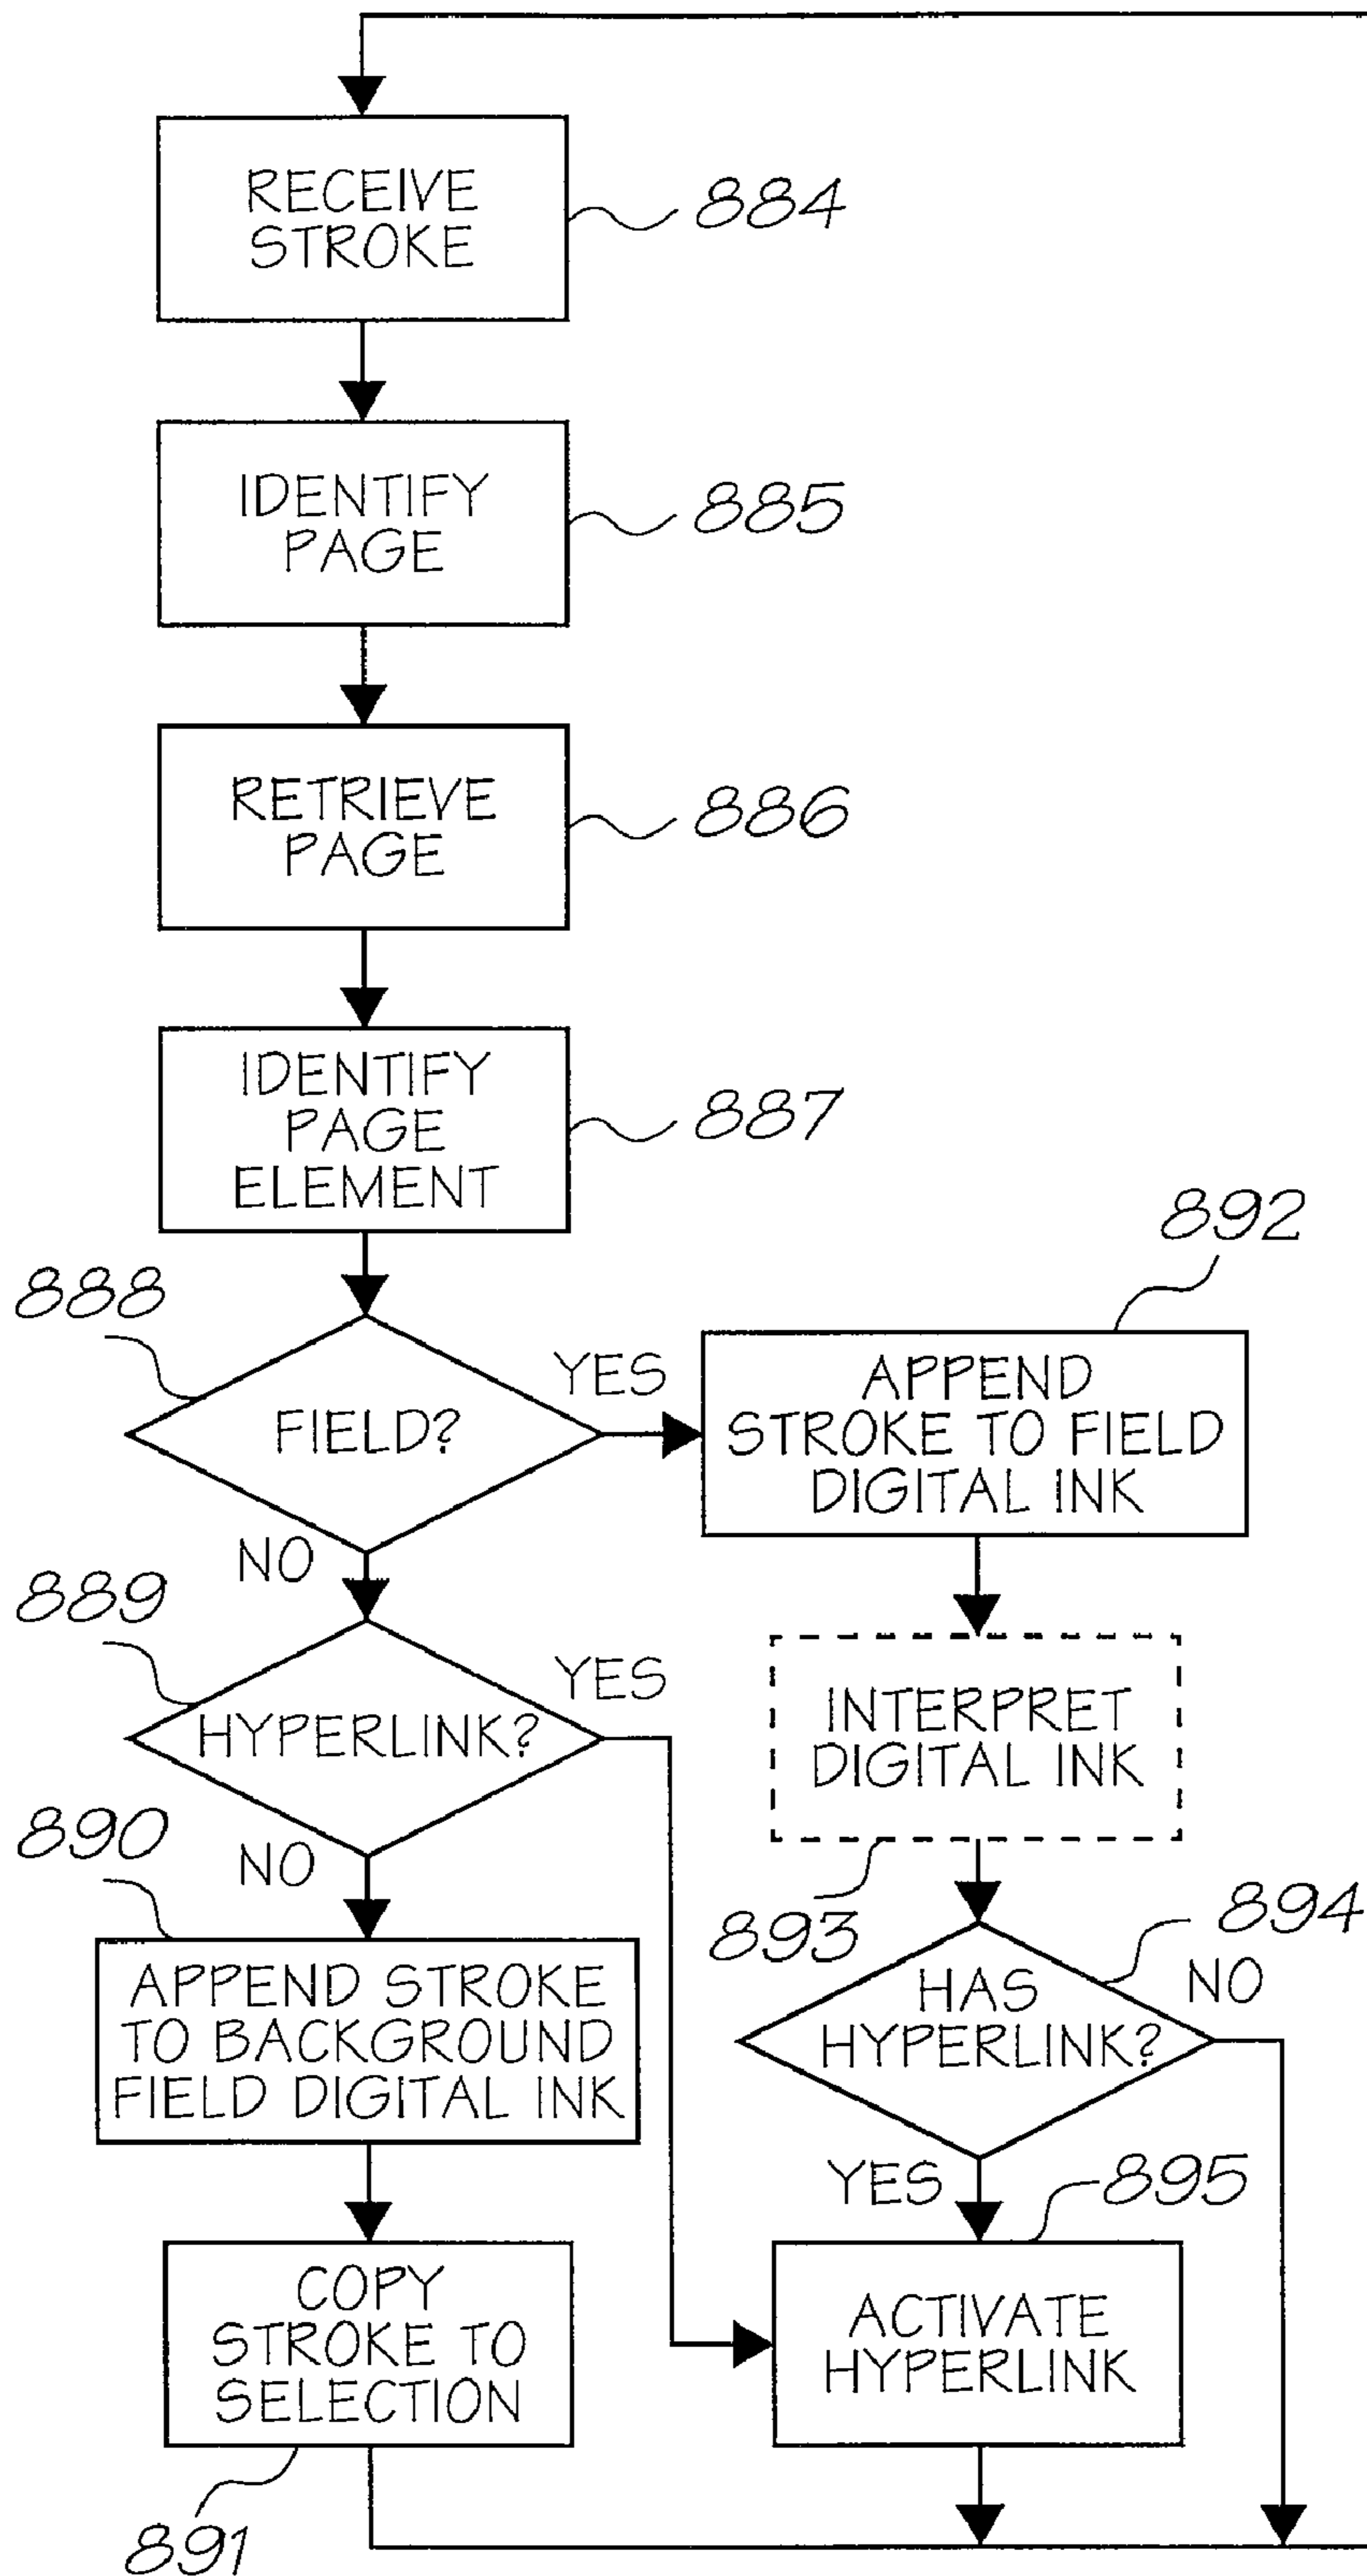 RECEIVE
STROKE
884
IDENTIFY
PAGE
885
RETRIEVE
PAGE
886
IDENTIFY
PAGE
ELEMENT
887
888
FIELD?
YES
NO
892
APPEND
STROKE TO FIELD
DIGITAL INK
889
HYPERLINK?
YES
NO
INTERPRET
DIGITAL INK
893
890
APPEND STROKE
TO BACKGROUND
FIELD DIGITAL INK
894
HAS
HYPERLINK?
NO
YES
895
COPY
STROKE TO
SELECTION
891
ACTIVATE
HYPERLINK